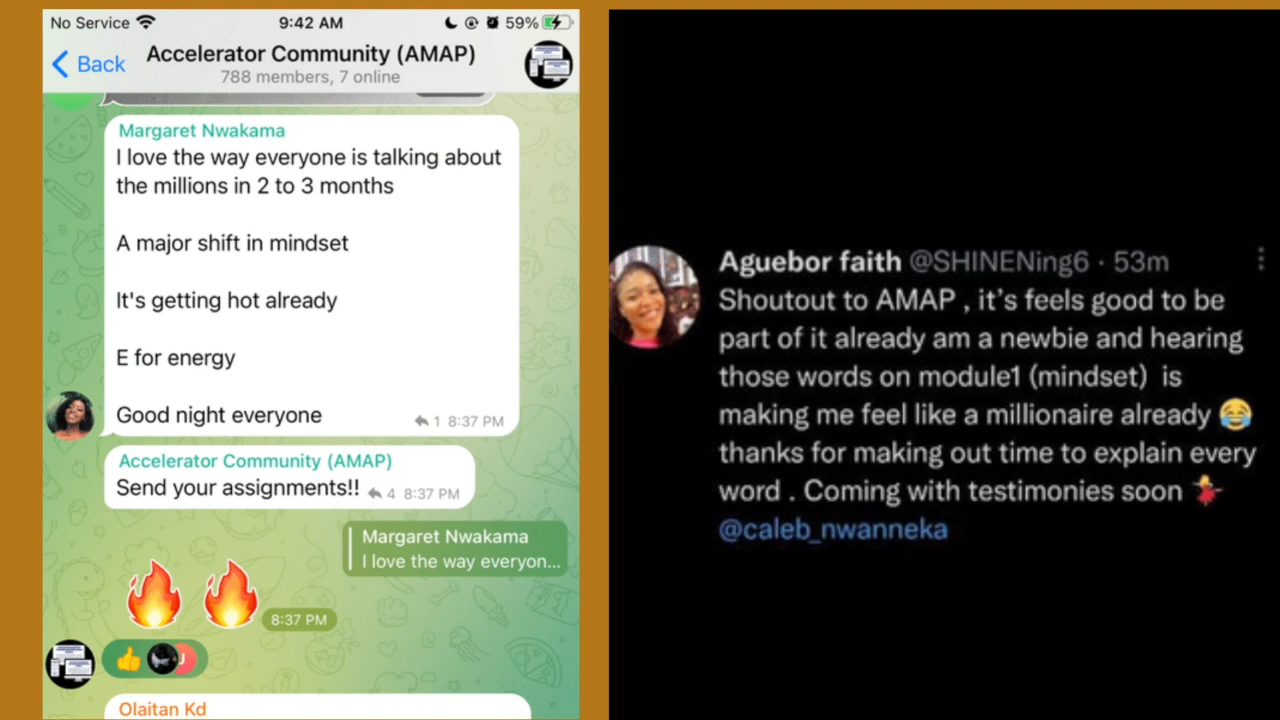 No Service
9:42 AM
59%
Back
Accelerator Community (AMAP)
788 members, 7 online
Margaret Nwakama
I love the way everyone is talking about
the millions in 2 to 3 months
A major shift in mindset
It's getting hot already
E for energy
Good night everyone
1 8:37 PM
Accelerator Community (AMAP)
Send your assignments!! 4 8:37 PM
Margaret Nwakama
I love the way everyon...
🔥 🔥 8:37 PM
👍 J
Olaitan Kd
Aguebor faith @SHINENing6 · 53m
Shoutout to AMAP , it’s feels good to be
part of it already am a newbie and hearing
those words on module1 (mindset) is
making me feel like a millionaire already 😂
thanks for making out time to explain every
word . Coming with testimonies soon 💃
@caleb_nwanneka